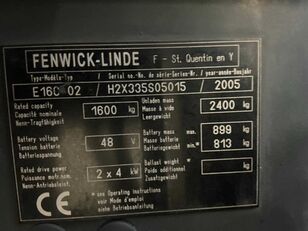 FENWICK-LINDE F - St. Quentin en Y
Type-Modèle-Typ / Serial no.-No. de série-Serien-Nr. / year-année-Baujahr
E16C 02 / H2X335S05015 / 2005
Rated capacity
Capacité nominale
Nenn-Tragfähigkeit
1600 kg
Unladen mass
Masse à vide
Leergewicht
2400 kg
Battery voltage
Tension batterie
Batteriespannung
48 V
Battery mass max
Masse batterie
Batteriegewicht min
899 kg
813 kg
Rated drive power
Puissance motr. nom.
Nenn-Antriebsleist.
2 x 4 kW
Ballast weight *
Poids additionnel
Zusatzgewicht
kg
CE
* see Operating instructions
voir Mode d'emploi
siehe Betriebsanleitung